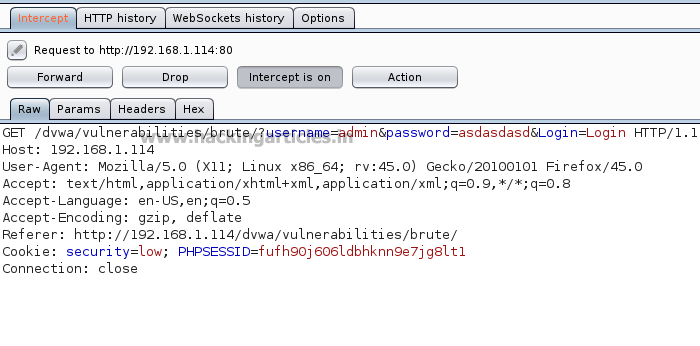 Intercept HTTP history WebSockets history Options
Request to http://192.168.1.114:80
Forward Drop Intercept is on Action
Raw Params Headers Hex
GET /dvwa/vulnerabilities/brute/?username=admin&password=asdasdasd&Login=Login HTTP/1.1
www.hackingarticles.in
Host: 192.168.1.114
User-Agent: Mozilla/5.0 (X11; Linux x86_64; rv:45.0) Gecko/20100101 Firefox/45.0
Accept: text/html,application/xhtml+xml,application/xml;q=0.9,*/*;q=0.8
Accept-Language: en-US,en;q=0.5
Accept-Encoding: gzip, deflate
Referer: http://192.168.1.114/dvwa/vulnerabilities/brute/
Cookie: security=low; PHPSESSID=fufh90j606ldbhknn9e7jg8lt1
Connection: close